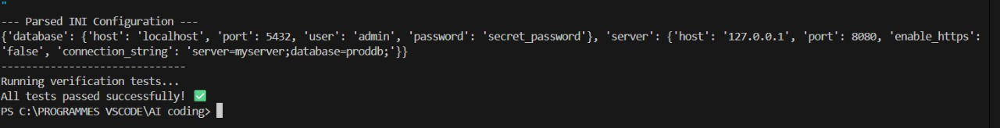 "
--- Parsed INI Configuration ---
{'database': {'host': 'localhost', 'port': 5432, 'user': 'admin', 'password': 'secret_password'}, 'server': {'host': '127.0.0.1', 'port': 8080, 'enable_https':
'false', 'connection_string': 'server=myserver;database=proddb;'}}
------------------------------
Running verification tests...
All tests passed successfully! ✅
PS C:\PROGRAMMES VSCODE\AI coding>